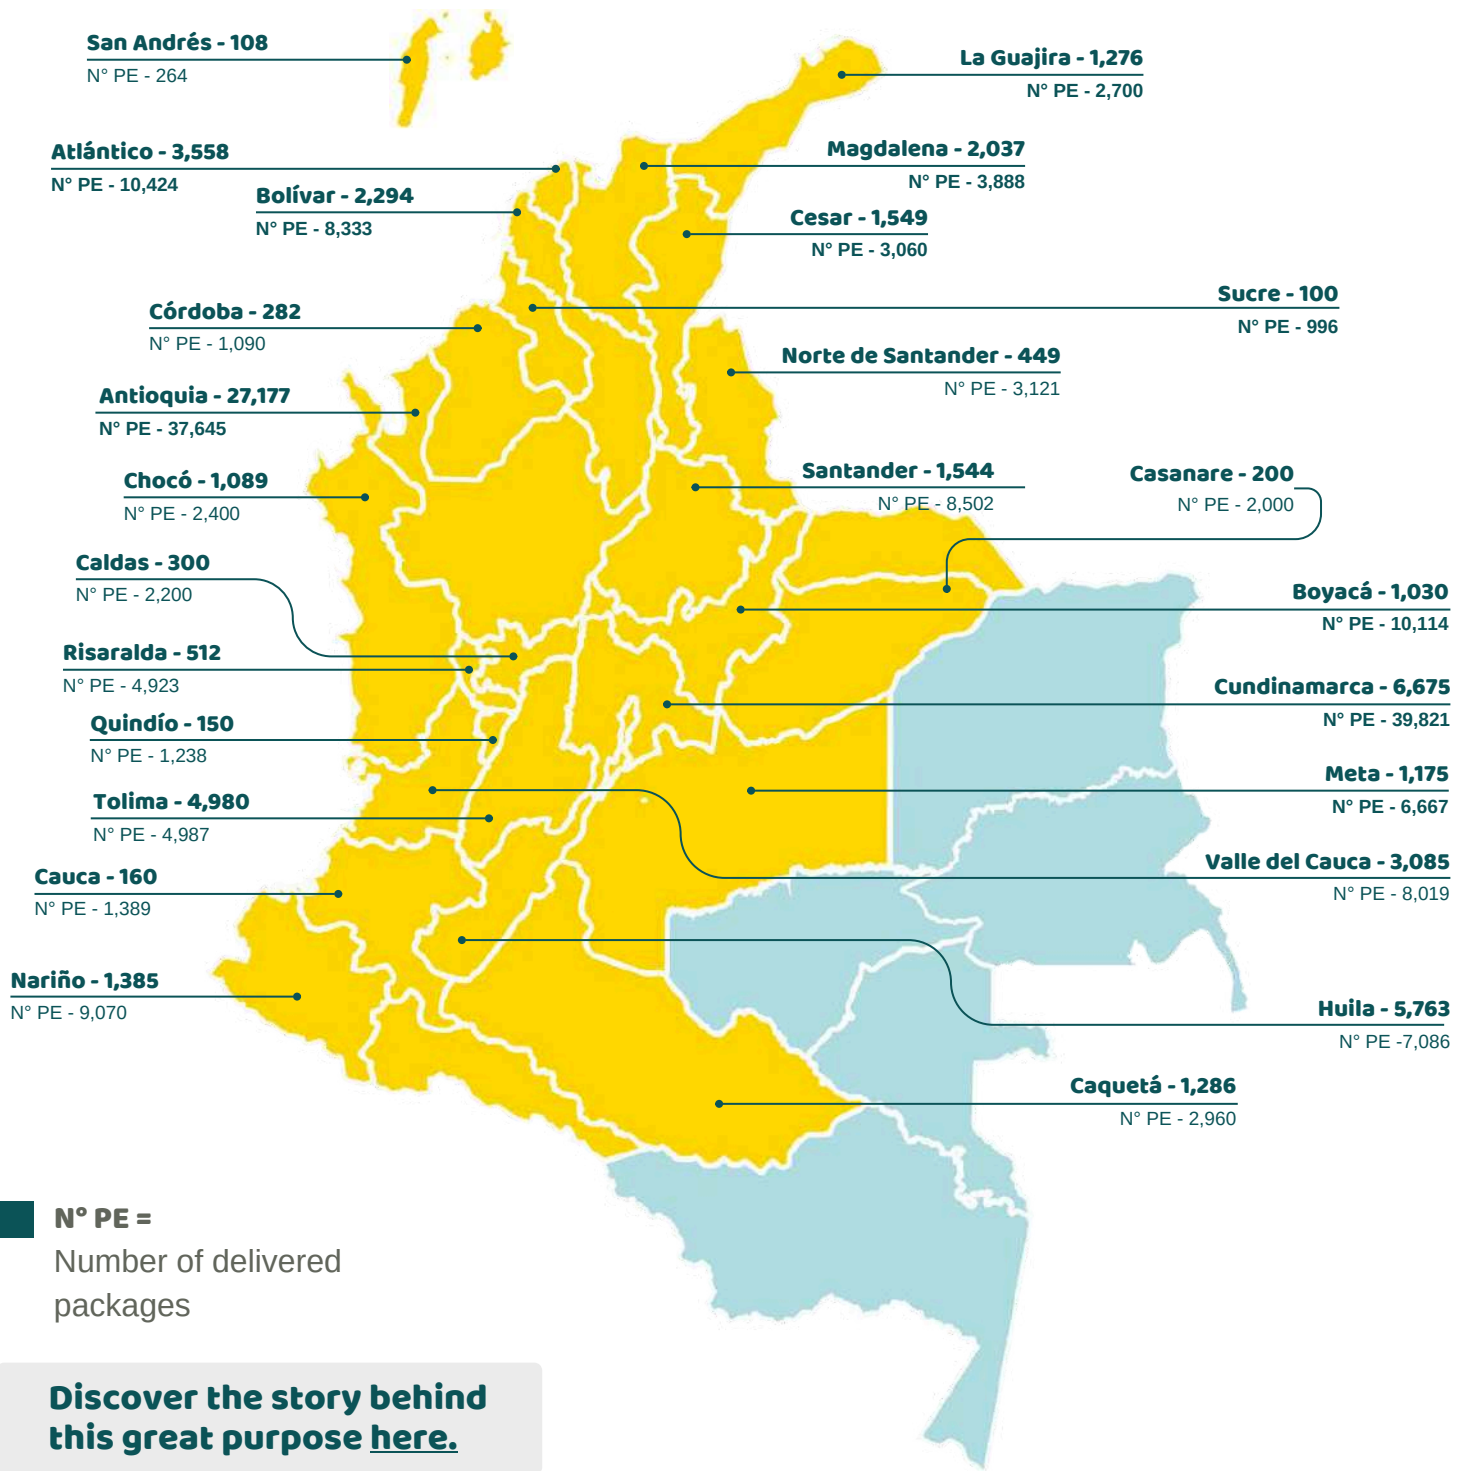 San Andrés - 108
N° PE - 264
La Guajira - 1,276
N° PE - 2,700
Atlántico - 3,558
N° PE - 10,424
Magdalena - 2,037
N° PE - 3,888
Bolívar - 2,294
N° PE - 8,333
Cesar - 1,549
N° PE - 3,060
Sucre - 100
N° PE - 996
Córdoba - 282
N° PE - 1,090
Norte de Santander - 449
N° PE - 3,121
Antioquia - 27,177
N° PE - 37,645
Santander - 1,544
N° PE - 8,502
Casanare - 200
N° PE - 2,000
Chocó - 1,089
N° PE - 2,400
Caldas - 300
N° PE - 2,200
Boyacá - 1,030
N° PE - 10,114
Risaralda - 512
N° PE - 4,923
Cundinamarca - 6,675
N° PE - 39,821
Quindío - 150
N° PE - 1,238
Meta - 1,175
N° PE - 6,667
Tolima - 4,980
N° PE - 4,987
Valle del Cauca - 3,085
N° PE - 8,019
Cauca - 160
N° PE - 1,389
Nariño - 1,385
N° PE - 9,070
Huila - 5,763
N° PE -7,086
Caquetá - 1,286
N° PE - 2,960
N° PE =
Number of delivered
packages
Discover the story behind
this great purpose here.